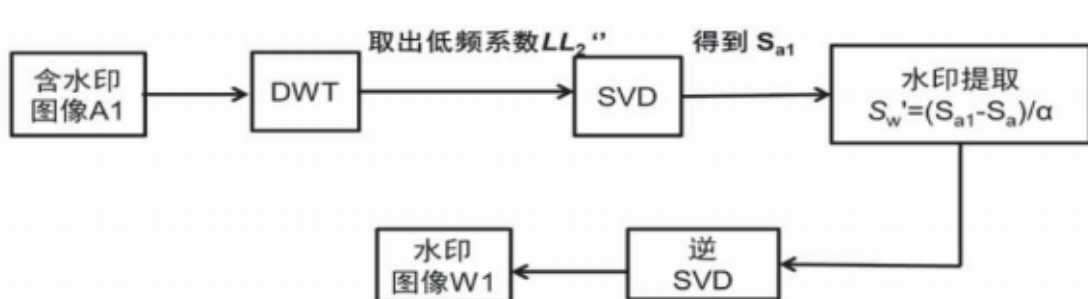 取出低频系数LL₂‘’
得到 Sₐ₁
含水印
图像A1
DWT
SVD
水印提取
S_w'=(Sₐ₁-Sₐ)/α
水印
图像W1
逆
SVD